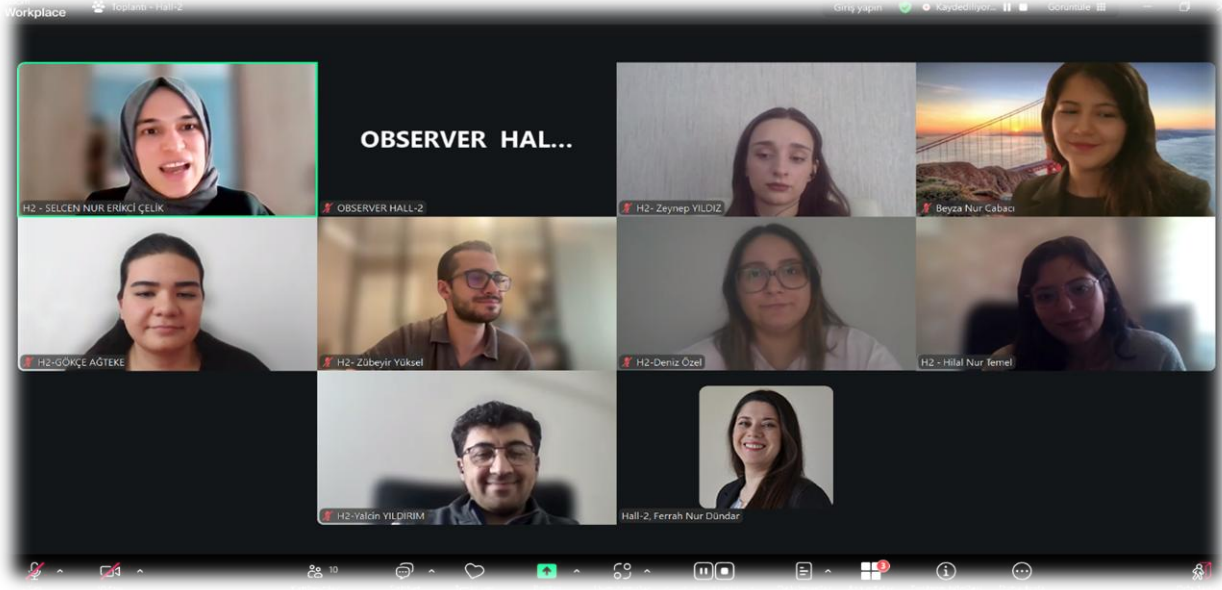 Workplace
Toplantı - Hall-2
Giriş yapın
Kaydediliyor...
Görüntüle
H2 - SELCEN NUR ERİKCİ ÇELİK
OBSERVER HAL...
OBSERVER HALL-2
H2- Zeynep YILDIZ
Beyza Nur Cabacı
H2-GÖKÇE AĞTEKE
H2- Zübeyir Yüksel
H2-Deniz Özel
H2 - Hilal Nur Temel
H2-Yalcin YILDIRIM
Hall-2, Ferrah Nur Dündar
10
3